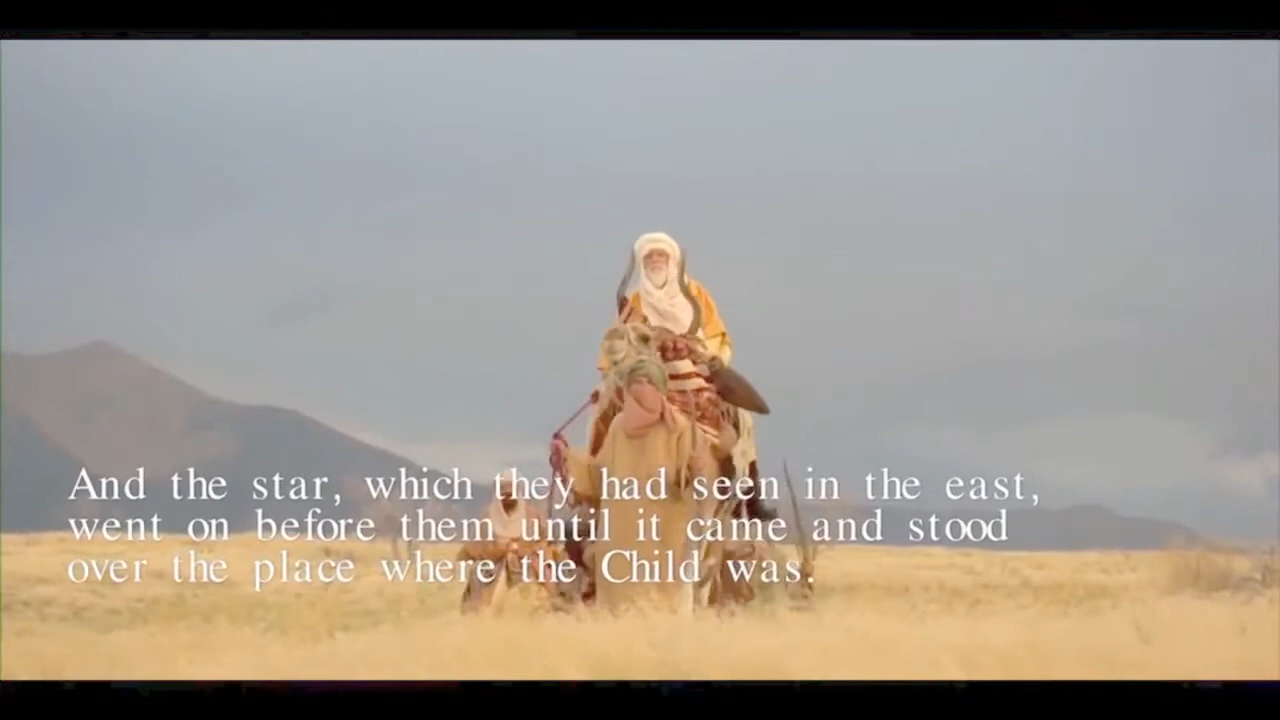 And the star, which they had seen in the east,
went on before them until it came and stood
over the place where the Child was.